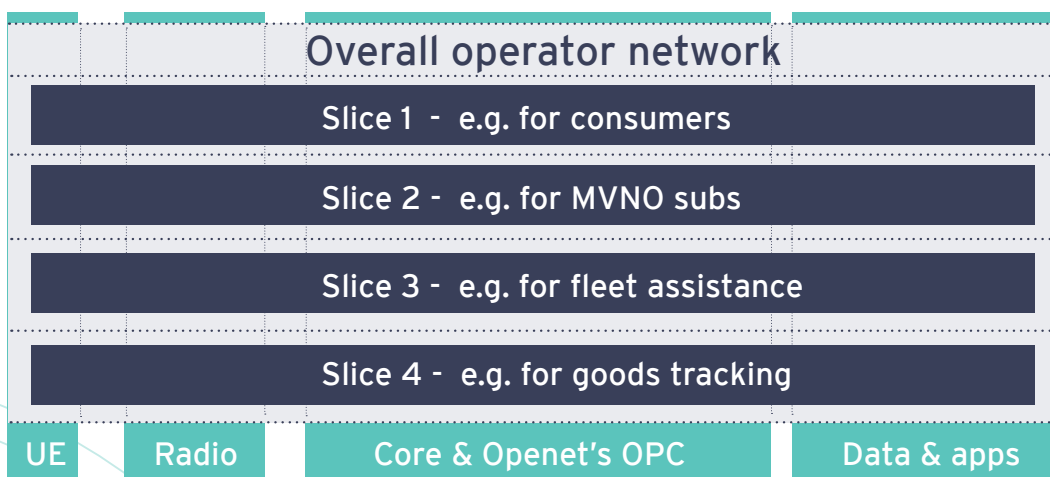 Overall operator network
Slice 1 - e.g. for consumers
Slice 2 - e.g. for MVNO subs
Slice 3 - e.g. for fleet assistance
Slice 4 - e.g. for goods tracking
UE Radio Core & Openet's OPC Data & apps